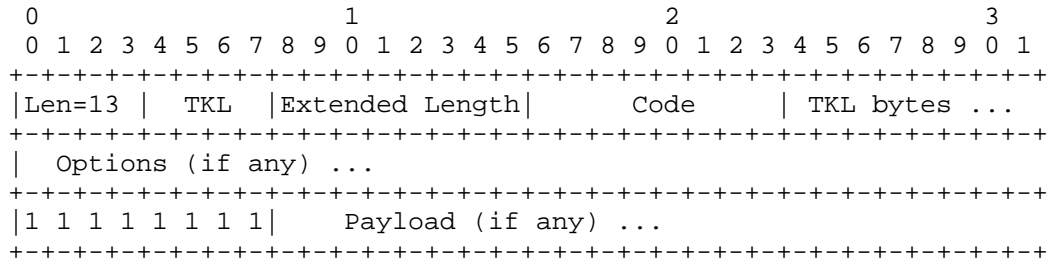 0                   1                   2                   3
 0 1 2 3 4 5 6 7 8 9 0 1 2 3 4 5 6 7 8 9 0 1 2 3 4 5 6 7 8 9 0 1
+-+-+-+-+-+-+-+-+-+-+-+-+-+-+-+-+-+-+-+-+-+-+-+-+-+-+-+-+-+-+-+-+
|Len=13 |  TKL  |Extended Length|      Code     | TKL bytes ...
+-+-+-+-+-+-+-+-+-+-+-+-+-+-+-+-+-+-+-+-+-+-+-+-+-+-+-+-+-+-+-+-+
|  Options (if any) ...
+-+-+-+-+-+-+-+-+-+-+-+-+-+-+-+-+-+-+-+-+-+-+-+-+-+-+-+-+-+-+-+-+
|1 1 1 1 1 1 1 1|    Payload (if any) ...
+-+-+-+-+-+-+-+-+-+-+-+-+-+-+-+-+-+-+-+-+-+-+-+-+-+-+-+-+-+-+-+-+